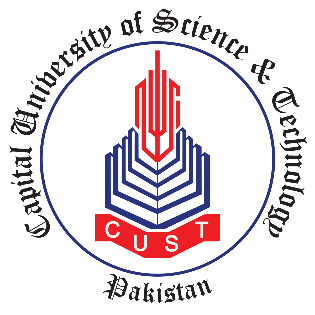 Capital University of Science & Technology
CUST
Pakistan